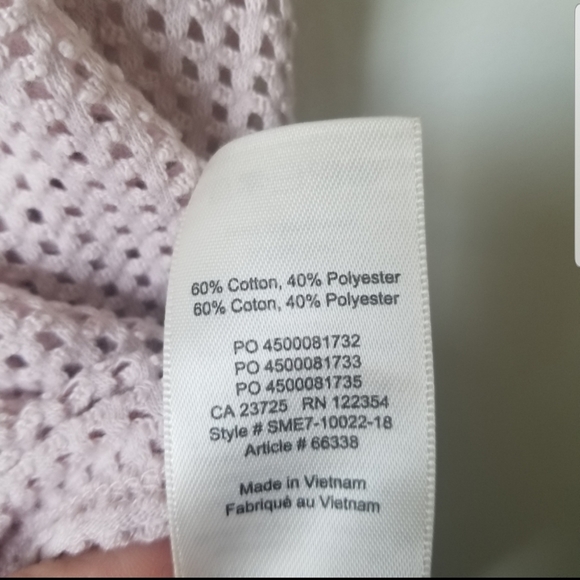 60% Cotton, 40% Polyester
60% Coton, 40% Polyester
PO 4500081732
PO 4500081733
PO 4500081735
CA 23725 RN 122354
Style # SME7-10022-18
Article # 66338
Made in Vietnam
Fabriqué au Vietnam